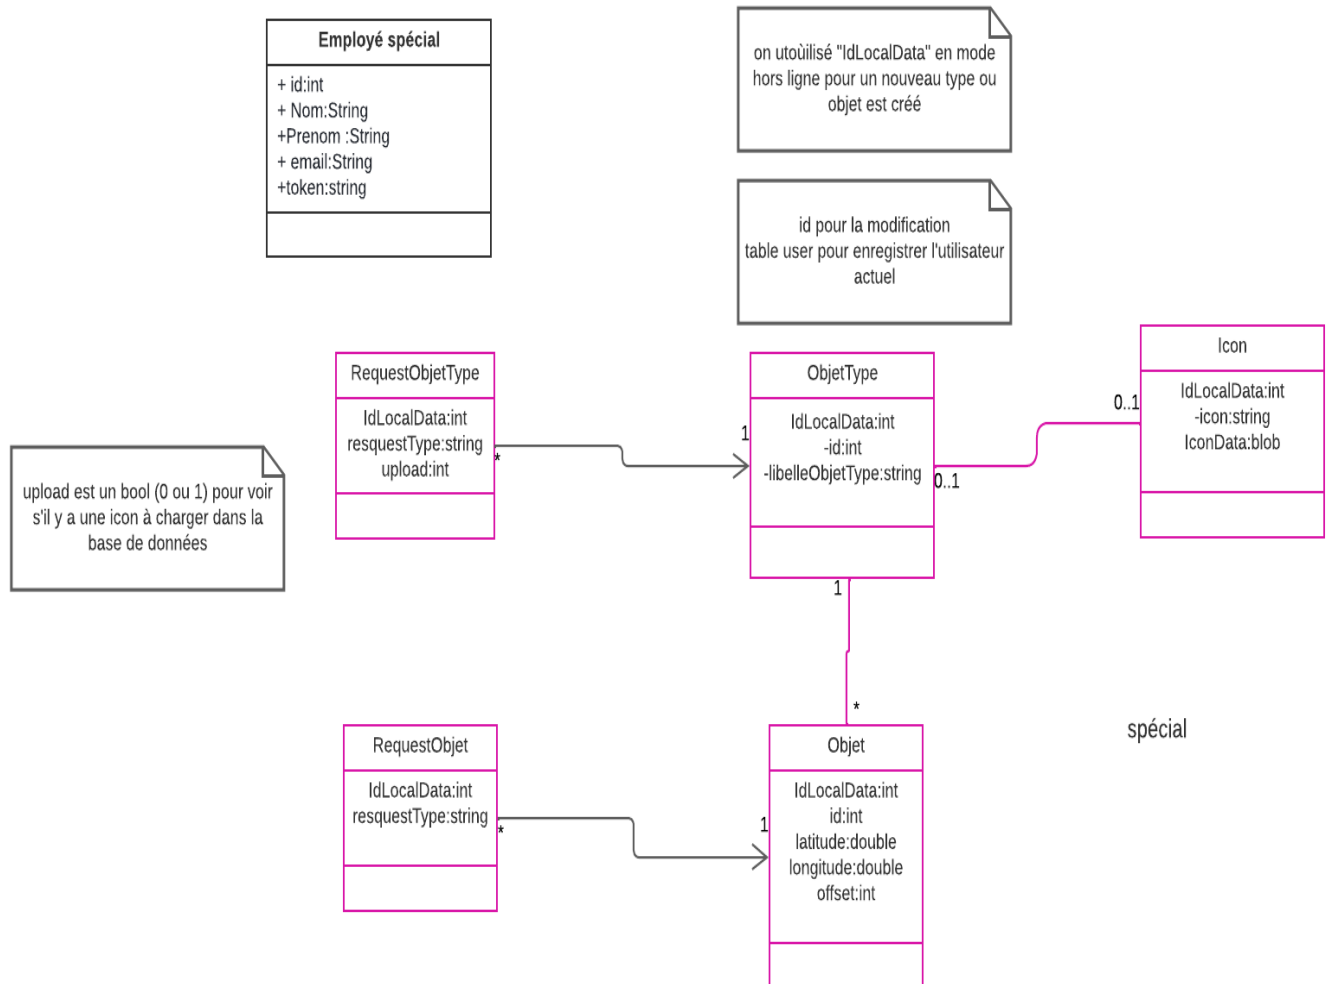 Employé spécial
+ id:int
+ Nom:String
+Prenom :String
+ email:String
+token:string
on utoùilisé "IdLocalData" en mode
hors ligne pour un nouveau type ou
objet est créé
id pour la modification
table user pour enregistrer l'utilisateur
actuel
RequestObjetType
IdLocalData:int
resquestType:string
upload:int
*
1
ObjetType
IdLocalData:int
-id:int
-libelleObjetType:string
0..1
0..1
Icon
IdLocalData:int
-icon:string
IconData:blob
upload est un bool (0 ou 1) pour voir
s'il y a une icon à charger dans la
base de données
1
*
spécial
RequestObjet
IdLocalData:int
resquestType:string
*
1
Objet
IdLocalData:int
id:int
latitude:double
longitude:double
offset:int